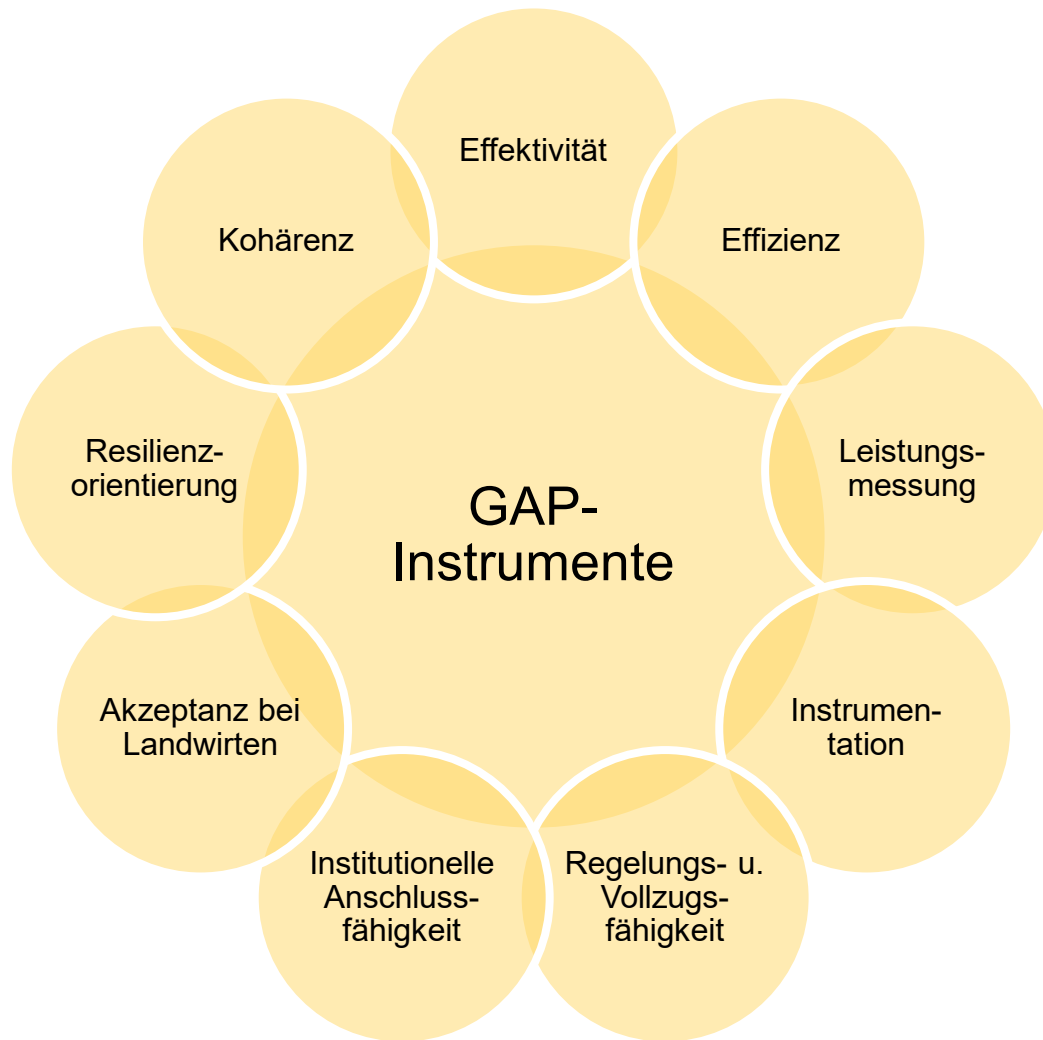 Effektivität
Effizienz
Leistungs-
messung
Instrumen-
tation
Regelungs- u.
Vollzugs-
fähigkeit
Institutionelle
Anschluss-
fähigkeit
Akzeptanz bei
Landwirten
Resilienz-
orientierung
Kohärenz
GAP-
Instrumente